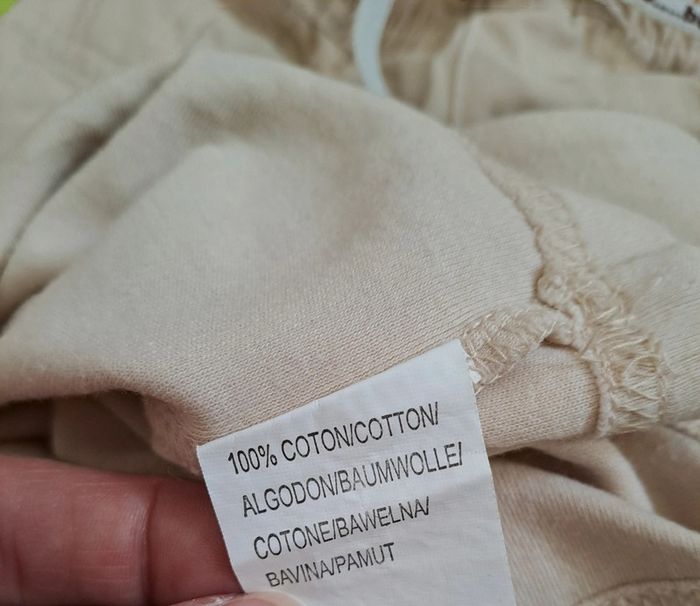 100% COTON/COTTON/
ALGODON/BAUMWOLLE/
COTONE/BAWELNA/
BAVINA/PAMUT